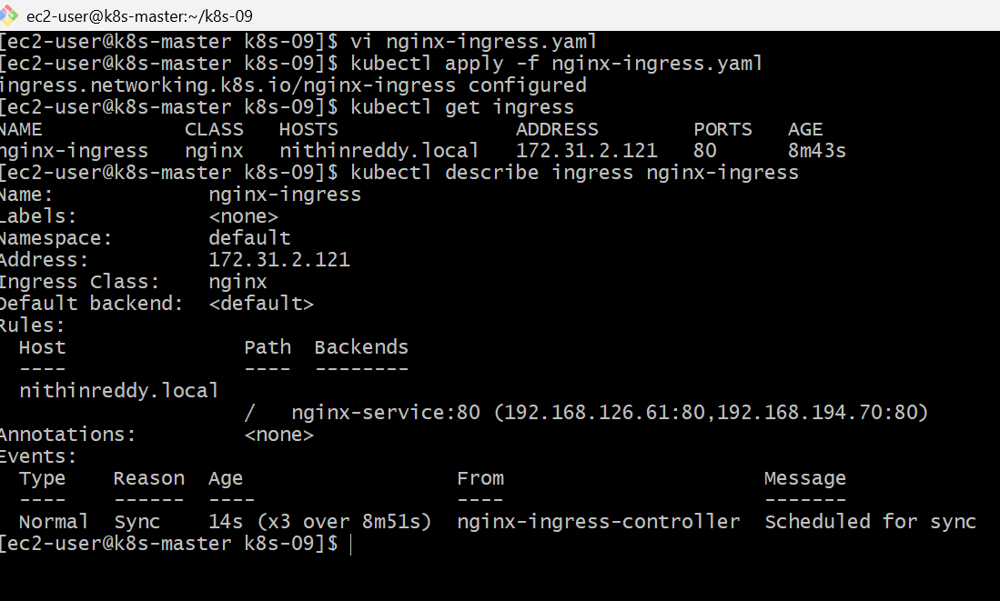 ec2-user@k8s-master:~/k8s-09
[ec2-user@k8s-master k8s-09]$ vi nginx-ingress.yaml
[ec2-user@k8s-master k8s-09]$ kubectl apply -f nginx-ingress.yaml
ingress.networking.k8s.io/nginx-ingress configured
[ec2-user@k8s-master k8s-09]$ kubectl get ingress
NAME            CLASS   HOSTS               ADDRESS        PORTS   AGE
nginx-ingress   nginx   nithinreddy.local   172.31.2.121   80      8m43s
[ec2-user@k8s-master k8s-09]$ kubectl describe ingress nginx-ingress
Name:             nginx-ingress
Labels:           <none>
Namespace:        default
Address:          172.31.2.121
Ingress Class:    nginx
Default backend:  <default>
Rules:
  Host               Path  Backends
  ----               ----  --------
  nithinreddy.local
                     /   nginx-service:80 (192.168.126.61:80,192.168.194.70:80)
Annotations:         <none>
Events:
  Type    Reason  Age                  From                      Message
  ----    ------  ----                 ----                      -------
  Normal  Sync    14s (x3 over 8m51s)  nginx-ingress-controller  Scheduled for sync
[ec2-user@k8s-master k8s-09]$